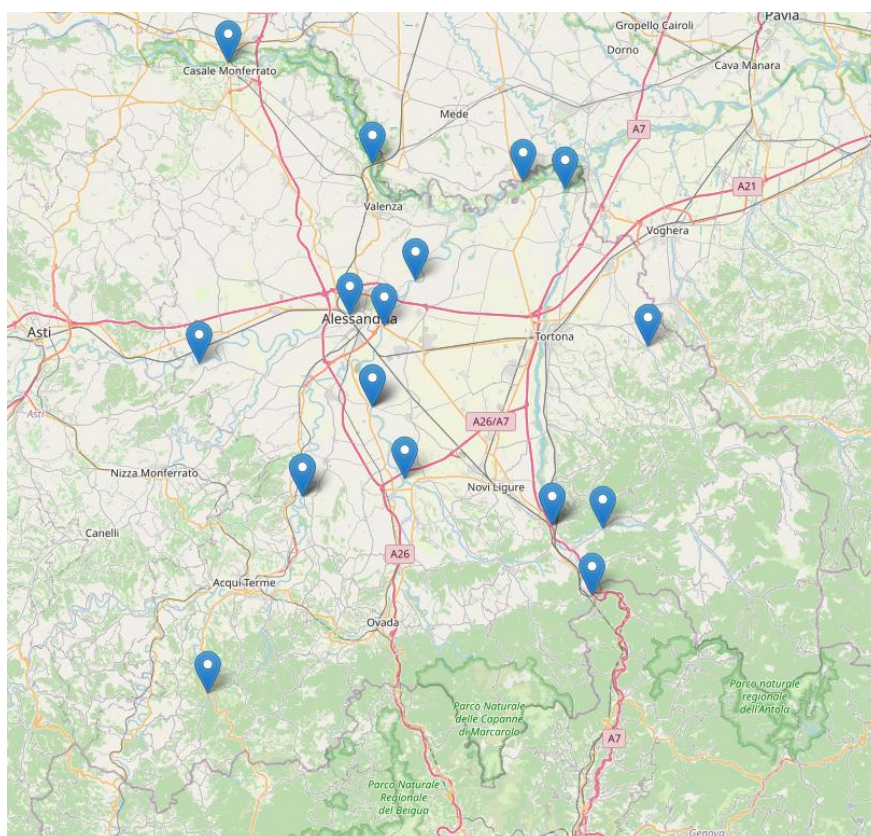 Pavia
Gropello Cairoli
Dorno
Cava Manara
Casale Monferrato
Mede
A7
A21
Valenza
Voghera
Asti
Alessandria
Tortona
Asti
A26/A7
Nizza Monferrato
Novi Ligure
Canelli
A26
Acqui Terme
Ovada
Parco Naturale
delle Capanne
di Marcarolo
Parco naturale
regionale
dell'Antola
A7
Parco Naturale
Regionale
del Beigua
Genova